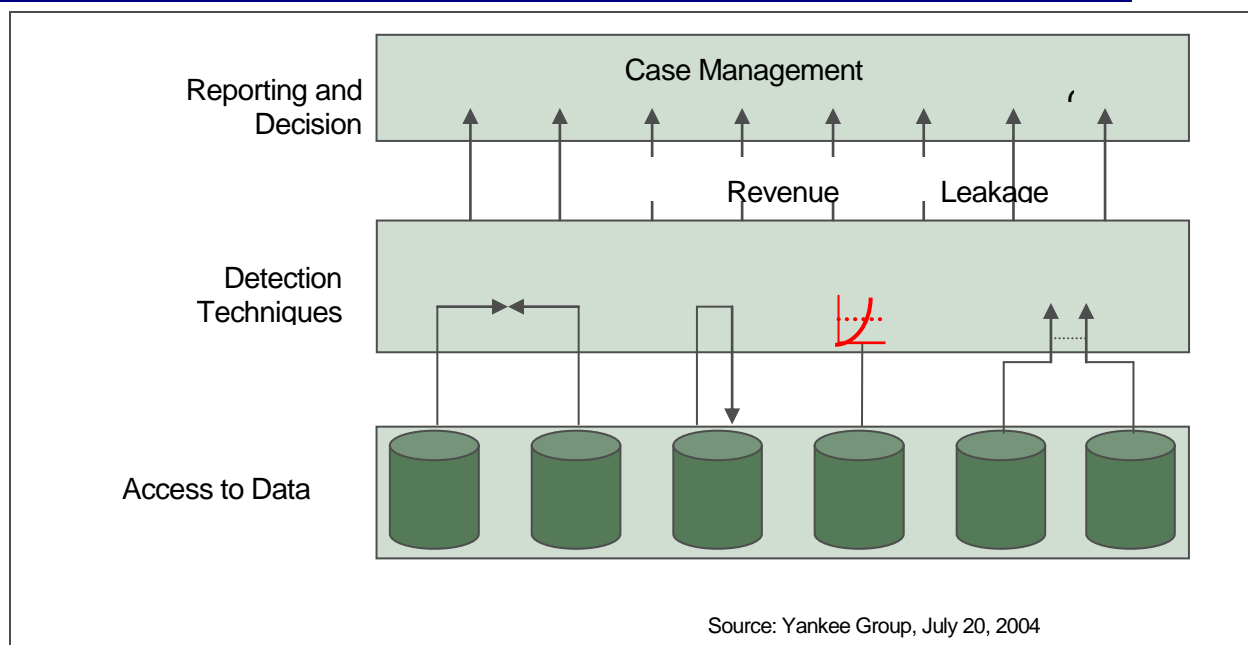 Case Management
Reporting and
Decision
Revenue Leakage
Detection
Techniques
Access to Data
Source: Yankee Group, July 20, 2004